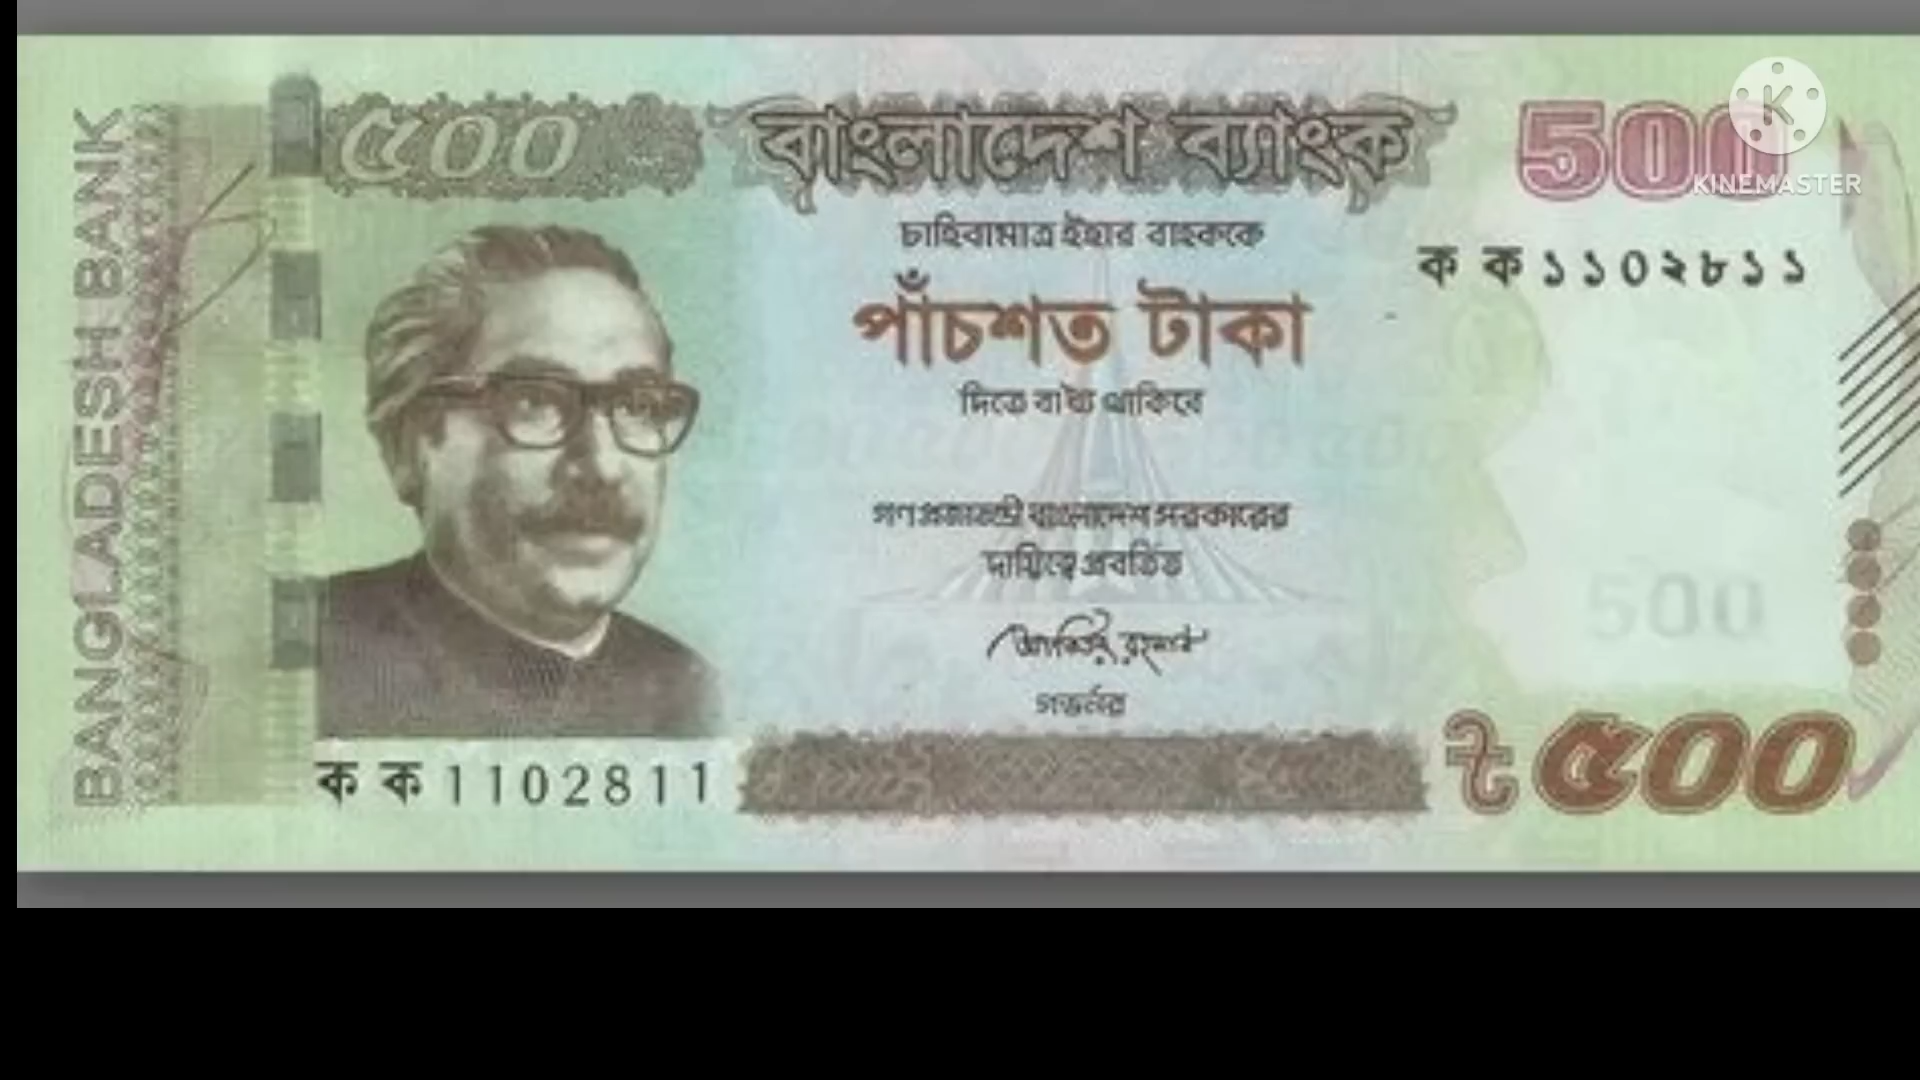 BANGLADESH BANK
৫০০
বাংলাদেশ ব্যাংক
500
K
KINEMASTER
চাহিবামাত্র ইহার বাহককে
ক ক ১১০২৮১১
পাঁচশত টাকা
দিতে বাধ্য থাকিবে
গণপ্রজাতন্ত্রী বাংলাদেশ সরকারের
দায়িত্বে প্রবর্তিত
500
গভর্নর
ক ক 1102811
৳ ৫০০